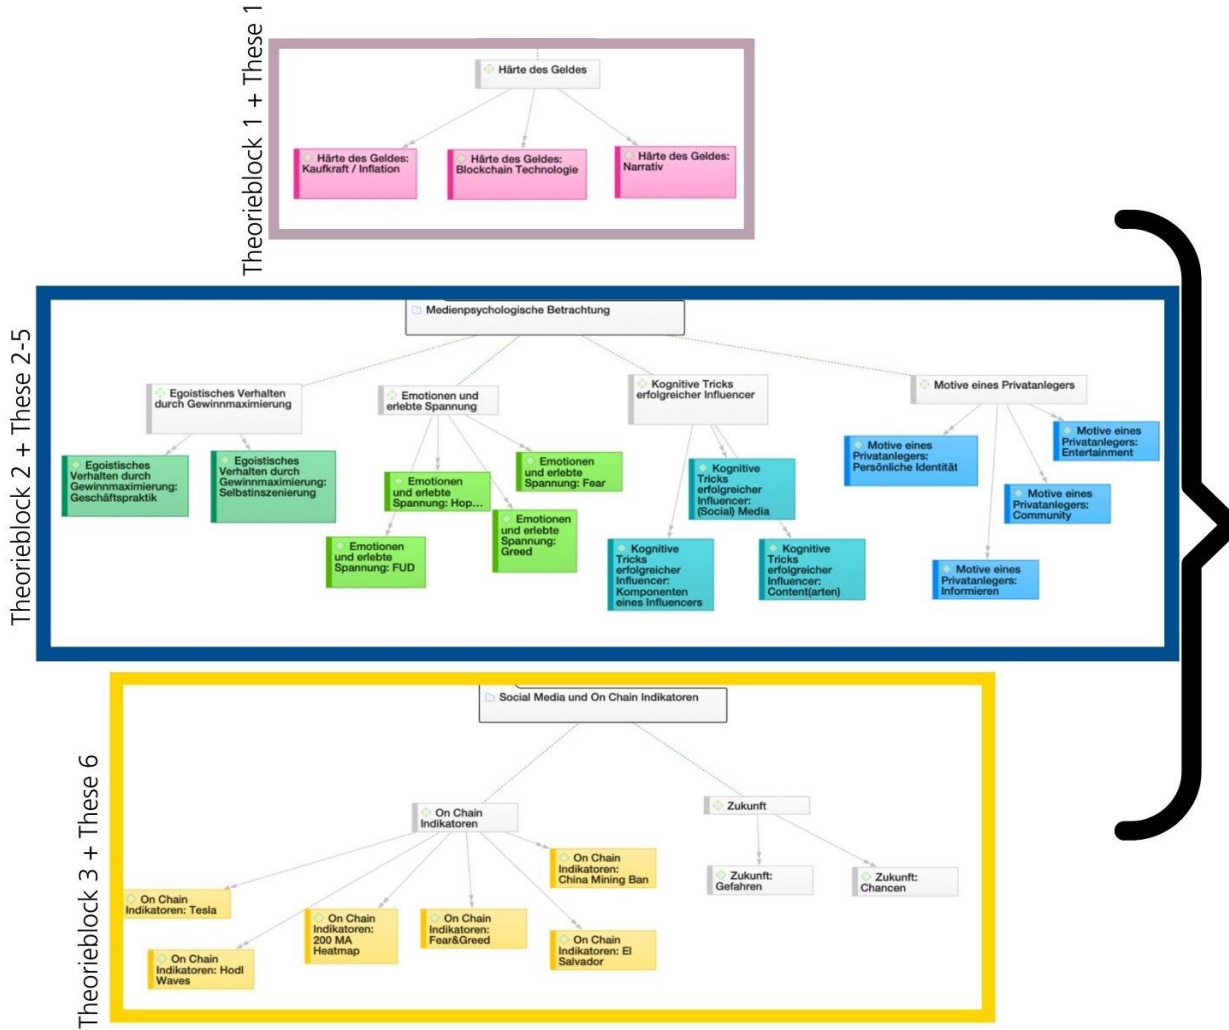 Theorieblock 1 + These 1
Härte des Geldes
Härte des Geldes:
Kaufkraft / Inflation
Härte des Geldes:
Blockchain Technologie
Härte des Geldes:
Narrativ
Theorieblock 2 + These 2-5
Medienpsychologische Betrachtung
Egoistisches Verhalten
durch Gewinnmaximierung
Egoistisches
Verhalten durch
Gewinnmaximierung:
Geschäftspraktik
Egoistisches
Verhalten durch
Gewinnmaximierung:
Selbstinszenierung
Emotionen und
erlebte Spannung
Emotionen
und erlebte
Spannung: Hop...
Emotionen
und erlebte
Spannung: Fear
Emotionen
und erlebte
Spannung: FUD
Emotionen
und erlebte
Spannung:
Greed
Kognitive Tricks
erfolgreicher Influencer
Kognitive
Tricks
erfolgreicher
Influencer:
(Social) Media
Kognitive
Tricks
erfolgreicher
Influencer:
Komponenten
eines Influencers
Kognitive
Tricks
erfolgreicher
Influencer:
Content(arten)
Motive eines Privatanlegers
Motive eines
Privatanlegers:
Persönliche Identität
Motive eines
Privatanlegers:
Entertainment
Motive eines
Privatanlegers:
Community
Motive eines
Privatanlegers:
Informieren
Theorieblock 3 + These 6
Social Media und On Chain Indikatoren
On Chain
Indikatoren
Zukunft
On Chain
Indikatoren: Tesla
On Chain
Indikatoren: Hodl
Waves
On Chain
Indikatoren:
200 MA
Heatmap
On Chain
Indikatoren:
Fear&Greed
On Chain
Indikatoren:
China Mining Ban
On Chain
Indikatoren: El
Salvador
Zukunft:
Gefahren
Zukunft:
Chancen